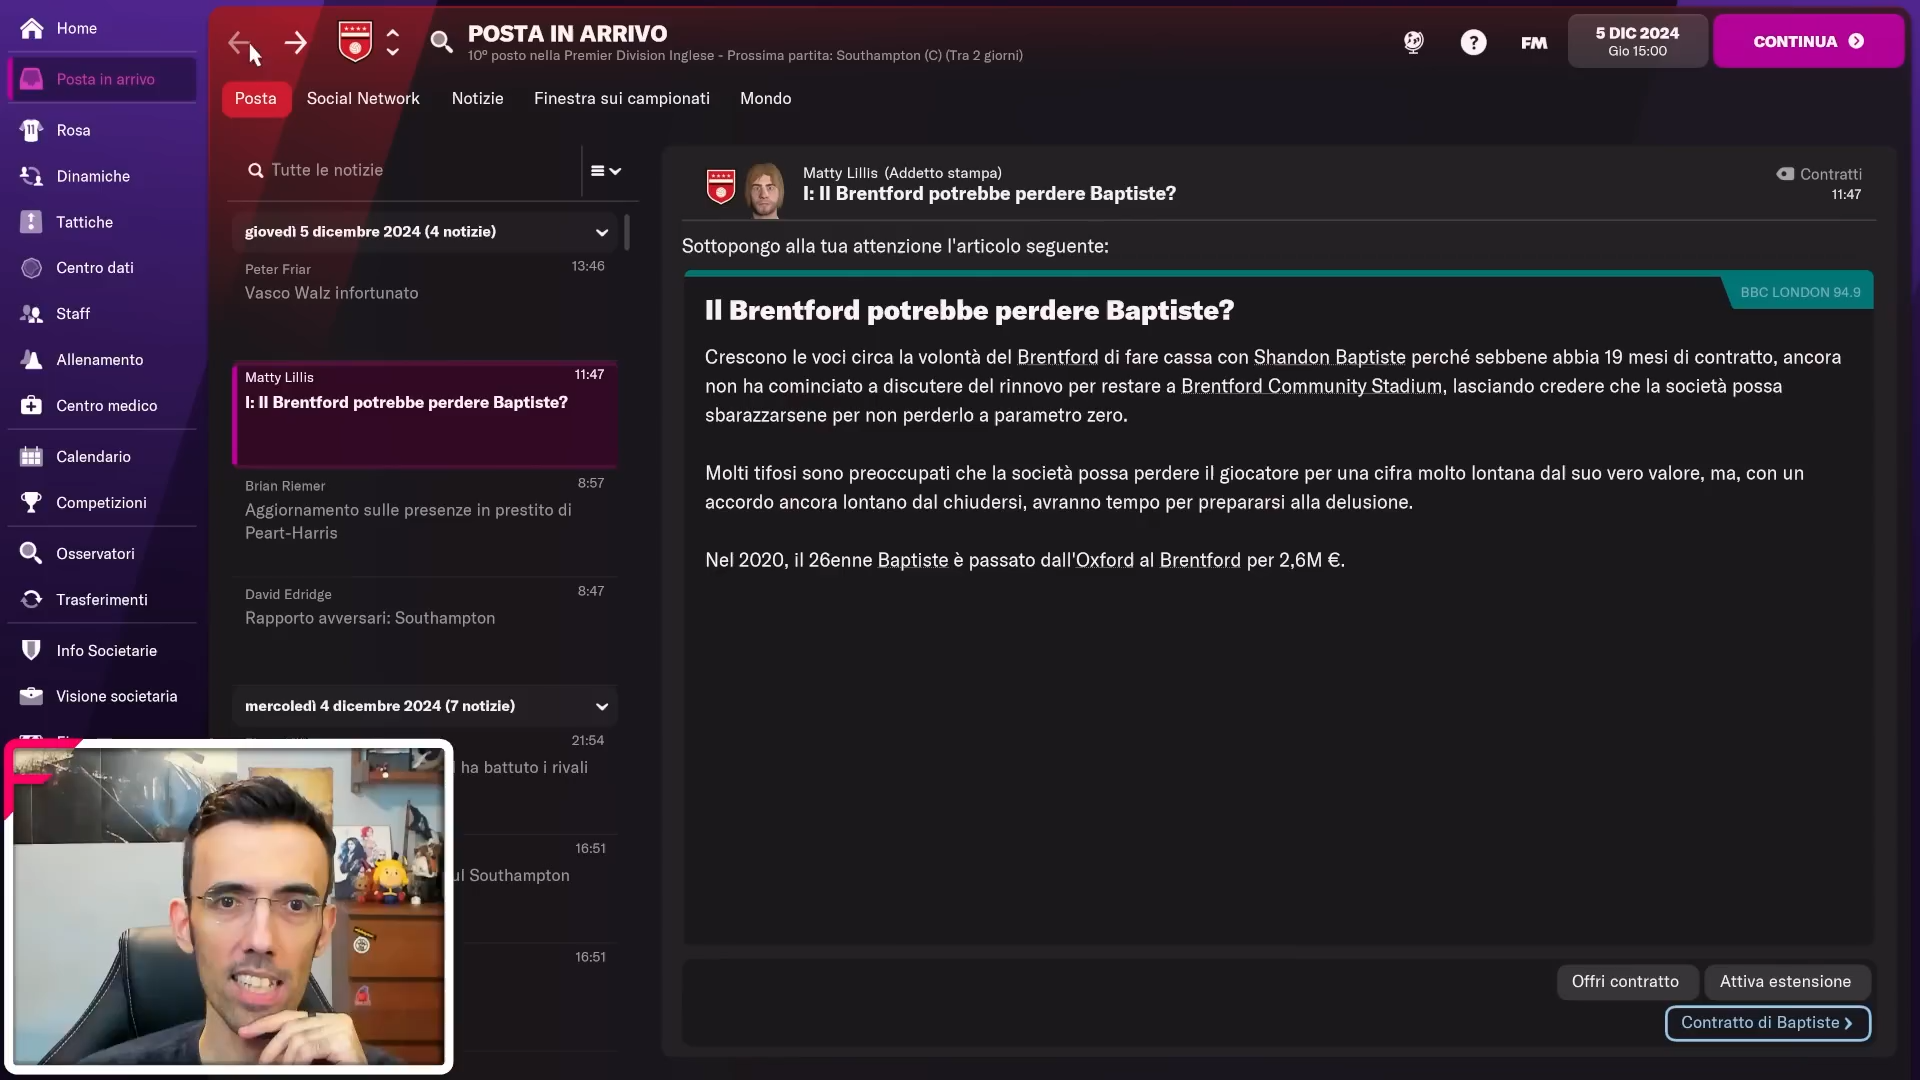 Home
Posta in arrivo
Rosa
Dinamiche
Tattiche
Centro dati
Staff
Allenamento
Centro medico
Calendario
Competizioni
Osservatori
Trasferimenti
Info Societarie
Visione societaria
POSTA IN ARRIVO
10° posto nella Premier Division Inglese - Prossima partita: Southampton (C) (Tra 2 giorni)
FM
5 DIC 2024
Gio 15:00
CONTINUA
Posta
Social Network
Notizie
Finestra sui campionati
Mondo
Tutte le notizie
giovedì 5 dicembre 2024 (4 notizie)
Peter Friar
13:46
Vasco Walz infortunato
Matty Lillis
11:47
I: Il Brentford potrebbe perdere Baptiste?
Brian Riemer
8:57
Aggiornamento sulle presenze in prestito di
Peart-Harris
David Edridge
8:47
Rapporto avversari: Southampton
mercoledì 4 dicembre 2024 (7 notizie)
21:54
ha battuto i rivali
16:51
ul Southampton
16:51
Matty Lillis (Addetto stampa)
I: Il Brentford potrebbe perdere Baptiste?
Contratti
11:47
Sottopongo alla tua attenzione l'articolo seguente:
BBC LONDON 94.9
Il Brentford potrebbe perdere Baptiste?
Crescono le voci circa la volontà del Brentford di fare cassa con Shandon Baptiste perché sebbene abbia 19 mesi di contratto, ancora
non ha cominciato a discutere del rinnovo per restare a Brentford Community Stadium, lasciando credere che la società possa
sbarazzarsene per non perderlo a parametro zero.
Molti tifosi sono preoccupati che la società possa perdere il giocatore per una cifra molto lontana dal suo vero valore, ma, con un
accordo ancora lontano dal chiudersi, avranno tempo per prepararsi alla delusione.
Nel 2020, il 26enne Baptiste è passato dall'Oxford al Brentford per 2,6M €.
Offri contratto
Attiva estensione
Contratto di Baptiste